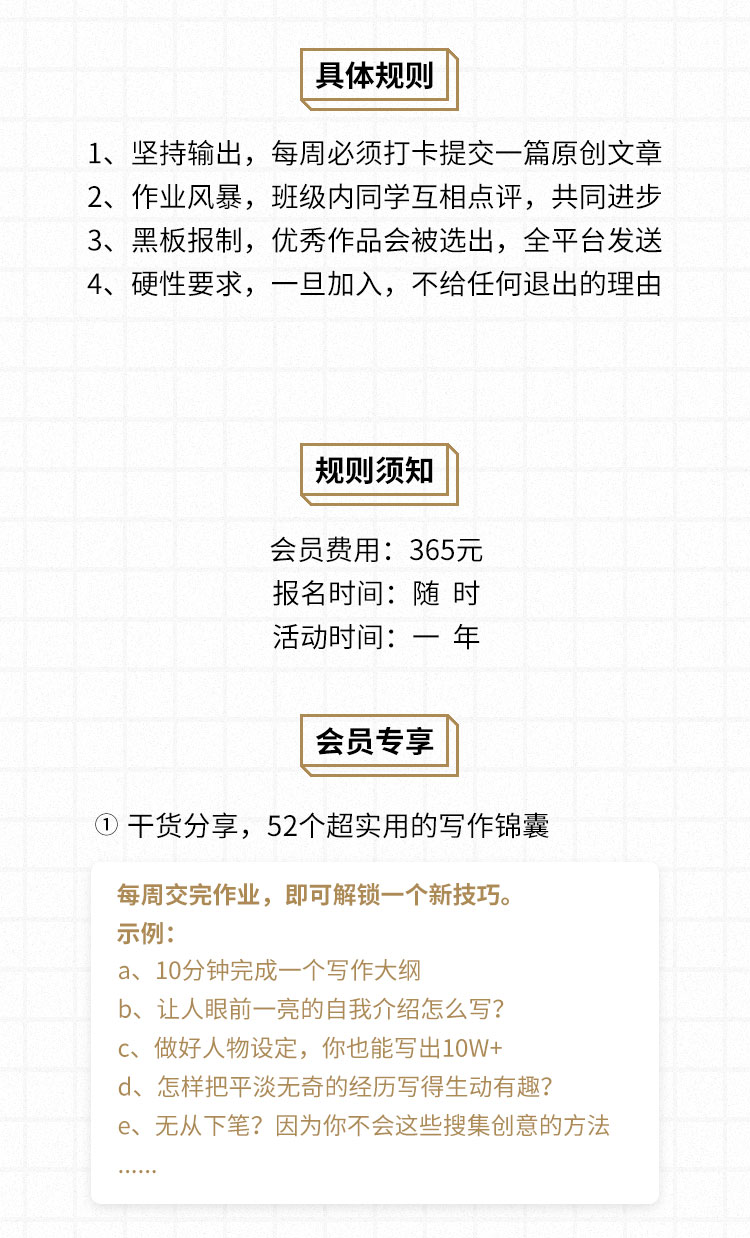 具体规则
1、坚持输出，每周必须打卡提交一篇原创文章
2、作业风暴，班级内同学互相点评，共同进步
3、黑板报制，优秀作品会被选出，全平台发送
4、硬性要求，一旦加入，不给任何退出的理由
规则须知
会员费用：365元
报名时间：随 时
活动时间：一 年
会员专享
① 干货分享，52个超实用的写作锦囊
每周交完作业，即可解锁一个新技巧。
示例：
a、10分钟完成一个写作大纲
b、让人眼前一亮的自我介绍怎么写？
c、做好人物设定，你也能写出10W+
d、怎样把平淡无奇的经历写得生动有趣？
e、无从下笔？因为你不会这些搜集创意的方法
......